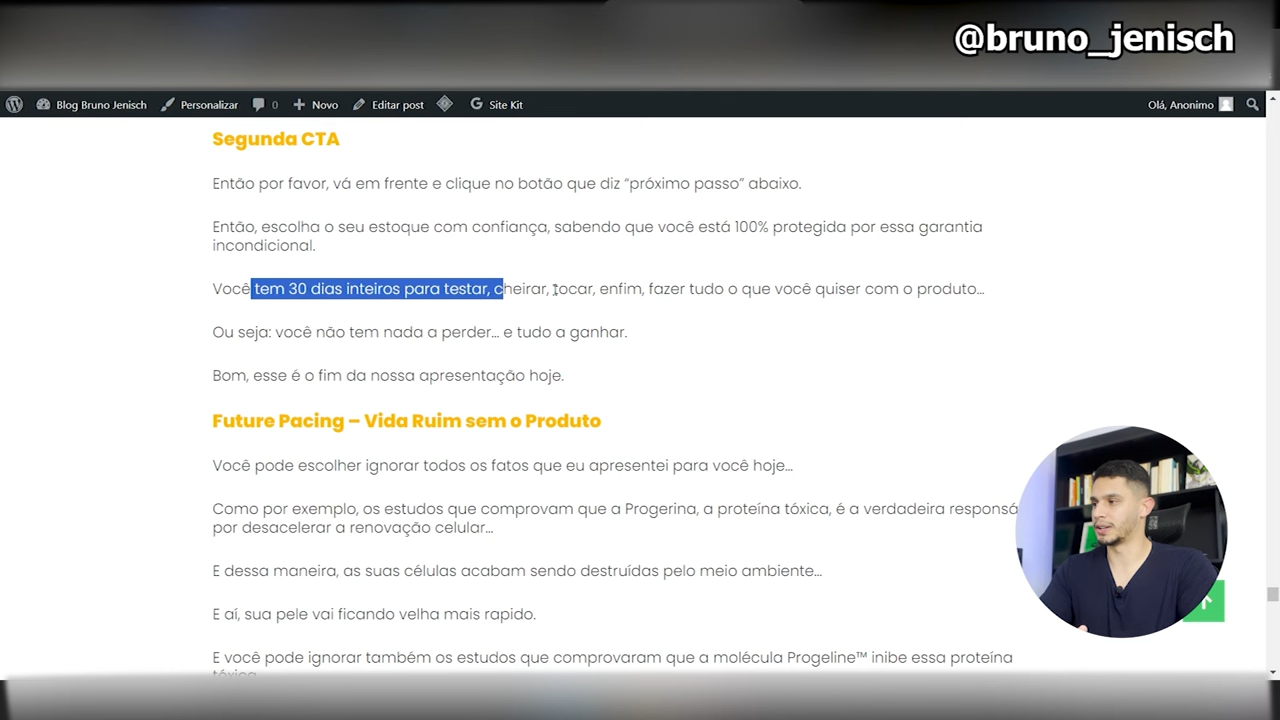 @bruno_jenisch
Blog Bruno Jenisch Personalizar 0 Novo Editar post Site Kit Olá, Anonimo
Segunda CTA
Então por favor, vá em frente e clique no botão que diz “próximo passo” abaixo.
Então, escolha o seu estoque com confiança, sabendo que você está 100% protegida por essa garantia
incondicional.
Você tem 30 dias inteiros para testar, cheirar, tocar, enfim, fazer tudo o que você quiser com o produto…
Ou seja: você não tem nada a perder… e tudo a ganhar.
Bom, esse é o fim da nossa apresentação hoje.
Future Pacing – Vida Ruim sem o Produto
Você pode escolher ignorar todos os fatos que eu apresentei para você hoje…
Como por exemplo, os estudos que comprovam que a Progerina, a proteína tóxica, é a verdadeira responsá
por desacelerar a renovação celular…
E dessa maneira, as suas células acabam sendo destruídas pelo meio ambiente…
E aí, sua pele vai ficando velha mais rapido.
E você pode ignorar também os estudos que comprovaram que a molécula Progeline™ inibe essa proteína